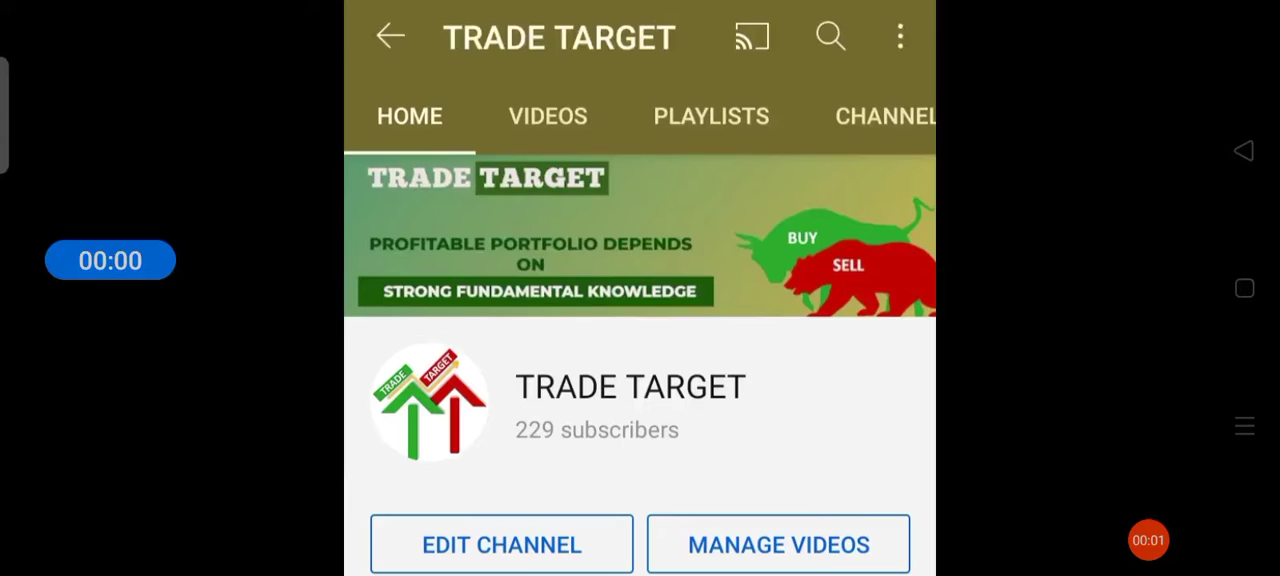 TRADE TARGET
HOME VIDEOS PLAYLISTS CHANNEL
TRADE TARGET
PROFITABLE PORTFOLIO DEPENDS
ON
STRONG FUNDAMENTAL KNOWLEDGE
BUY
SELL
00:00
TRADE TARGET
TRADE TARGET
229 subscribers
EDIT CHANNEL MANAGE VIDEOS
00:01